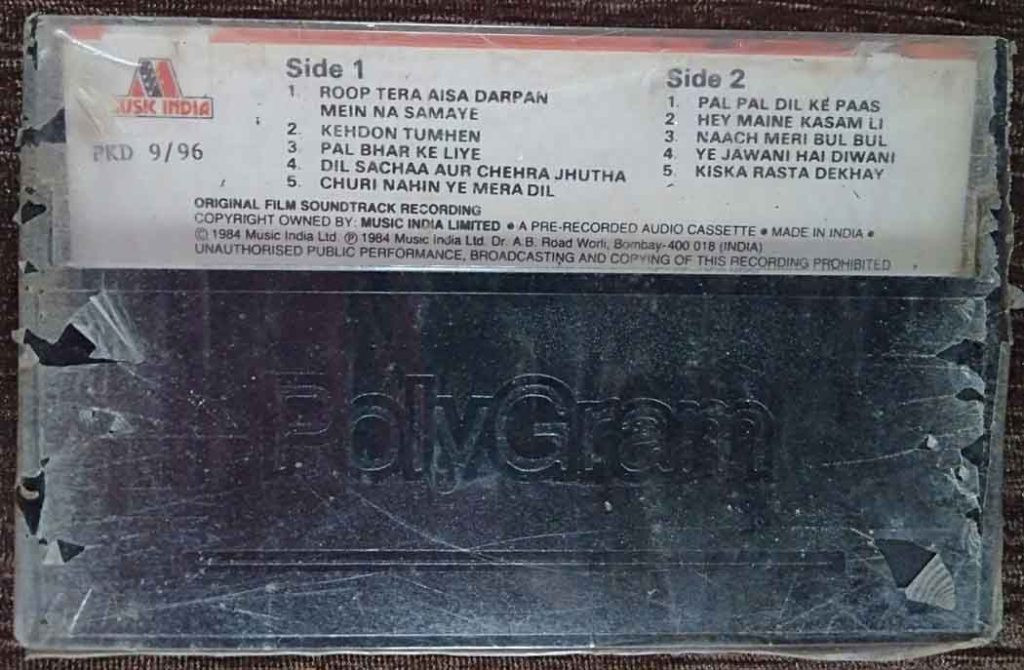 MUSIC INDIA
PKD 9/96
Side 1
1. ROOP TERA AISA DARPAN
MEIN NA SAMAYE
2. KEHDON TUMHEN
3. PAL BHAR KE LIYE
4. DIL SACHAA AUR CHEHRA JHUTHA
5. CHURI NAHIN YE MERA DIL
Side 2
1. PAL PAL DIL KE PAAS
2. HEY MAINE KASAM LI
3. NAACH MERI BUL BUL
4. YE JAWANI HAI DIWANI
5. KISKA RASTA DEKHAY
ORIGINAL FILM SOUNDTRACK RECORDING
COPYRIGHT OWNED BY: MUSIC INDIA LIMITED ● A PRE-RECORDED AUDIO CASSETTE ● MADE IN INDIA ●
© 1984 Music India Ltd. ℗ 1984 Music India Ltd. Dr. A.B. Road Worli, Bombay-400 018 (INDIA)
UNAUTHORISED PUBLIC PERFORMANCE, BROADCASTING AND COPYING OF THIS RECORDING PROHIBITED
PolyGram